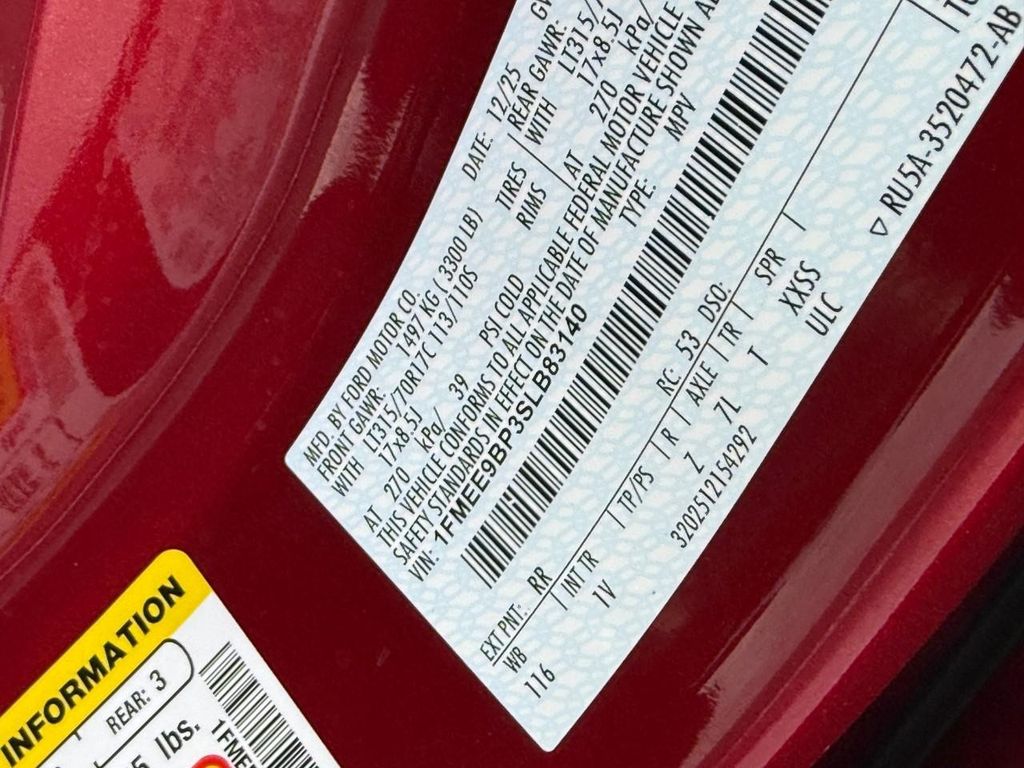 MFD. BY FORD MOTOR CO. DATE: 12/25 GV
FRONT GAWR: 1497 KG ( 3300 LB) REAR GAWR:
WITH LT315/70R17C 113/110S TIRES WITH LT315/
17x8.5J RIMS 17x8.5J
AT 270 kPa/ 39 PSI COLD AT 270 kPa/
THIS VEHICLE CONFORMS TO ALL APPLICABLE FEDERAL MOTOR VEHICLE
SAFETY STANDARDS IN EFFECT ON THE DATE OF MANUFACTURE SHOWN A
VIN: 1FMEE9BP3SLB83140 TYPE: MPV
EXT PNT: RR RC: 53 DSO:
WB INT TR TP/PS R AXLE TR SPR
116 1V Z 7L T XXSS
3202512154292 ULC
▽ RU5A-3520472-AB
INFORMATION
REAR: 3
5 lbs.
1FMEE